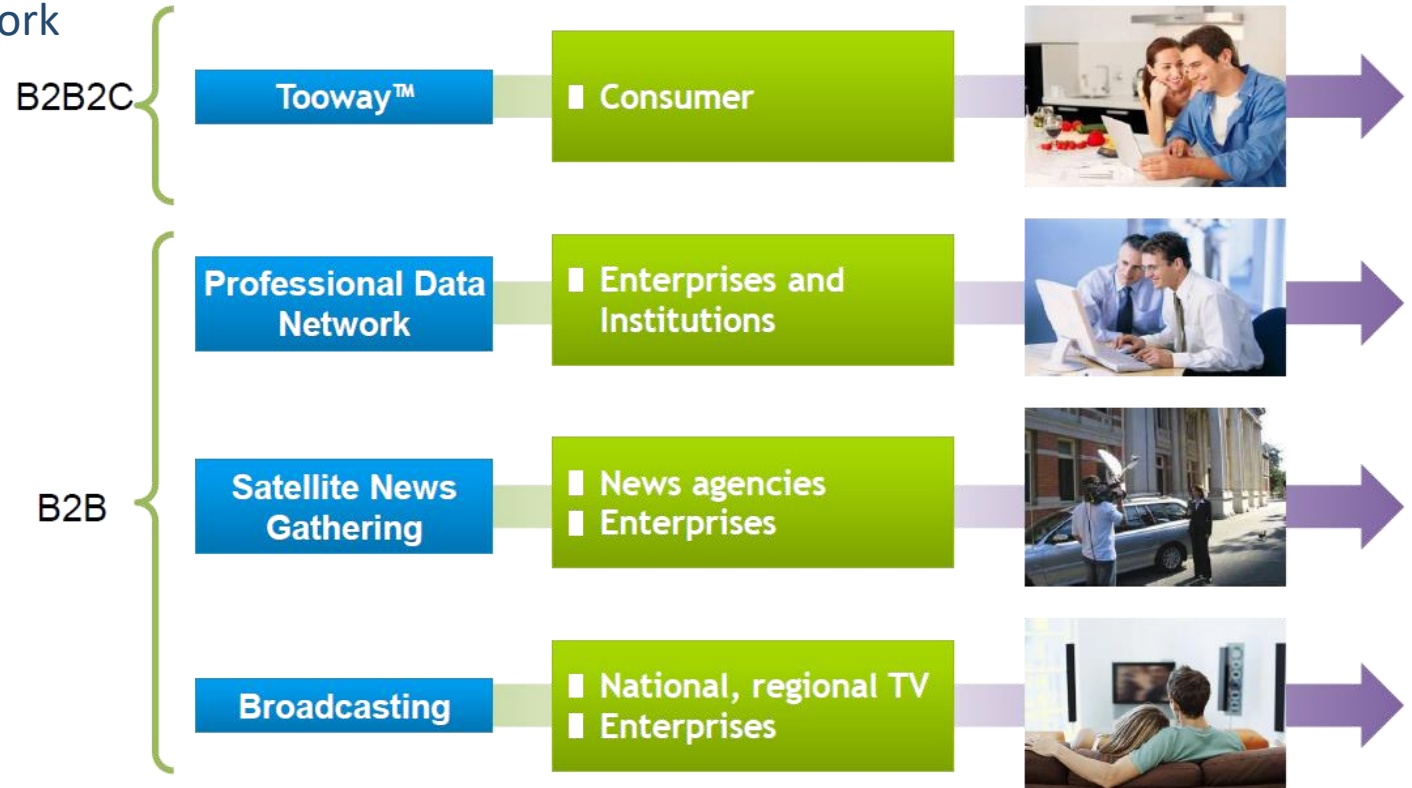 ork
B2B2C
Tooway™
■ Consumer
Professional Data
Network
■ Enterprises and
Institutions
B2B
Satellite News
Gathering
■ News agencies
■ Enterprises
Broadcasting
■ National, regional TV
■ Enterprises